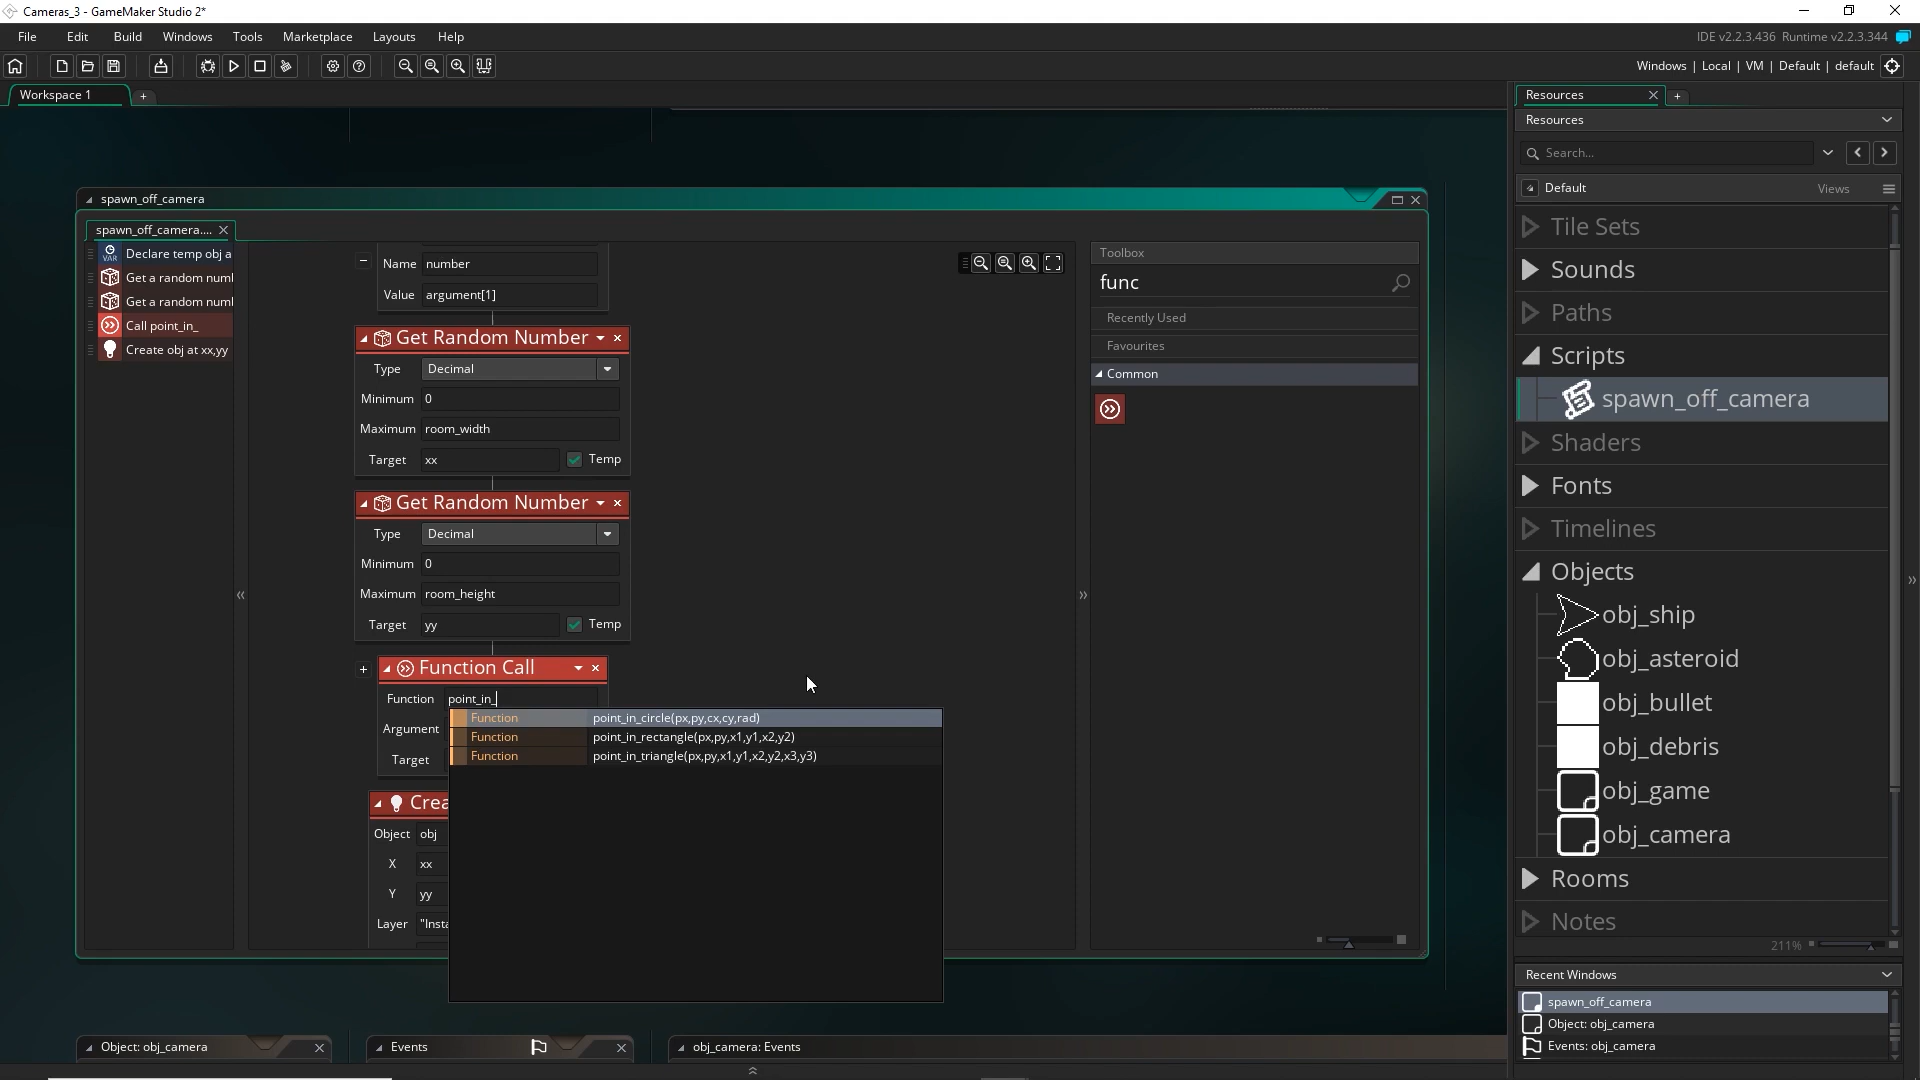 Cameras_3 - GameMaker Studio 2*
File Edit Build Windows Tools Marketplace Layouts Help
IDE v2.2.3.436 Runtime v2.2.3.344
Windows | Local | VM | Default | default
Workspace 1
+
spawn_off_camera
spawn_off_camera....
VAR
Declare temp obj a
Get a random numl
Get a random numl
Call point_in_
Create obj at xx,yy
Name number
Value argument[1]
Get Random Number
Type Decimal
Minimum 0
Maximum room_width
Target xx Temp
Get Random Number
Type Decimal
Minimum 0
Maximum room_height
Target yy Temp
Function Call
Function point_in_
Argument
Target
Function point_in_circle(px,py,cx,cy,rad)
Function point_in_rectangle(px,py,x1,y1,x2,y2)
Function point_in_triangle(px,py,x1,y1,x2,y2,x3,y3)
Crea
Object obj
X xx
Y yy
Layer "Insta
Toolbox
func
Recently Used
Favourites
Common
Resources
Resources
Search...
Default Views
Tile Sets
Sounds
Paths
Scripts
spawn_off_camera
Shaders
Fonts
Timelines
Objects
obj_ship
obj_asteroid
obj_bullet
obj_debris
obj_game
obj_camera
Rooms
Notes
211%
Recent Windows
spawn_off_camera
Object: obj_camera
Events: obj_camera
Object: obj_camera
Events
obj_camera: Events